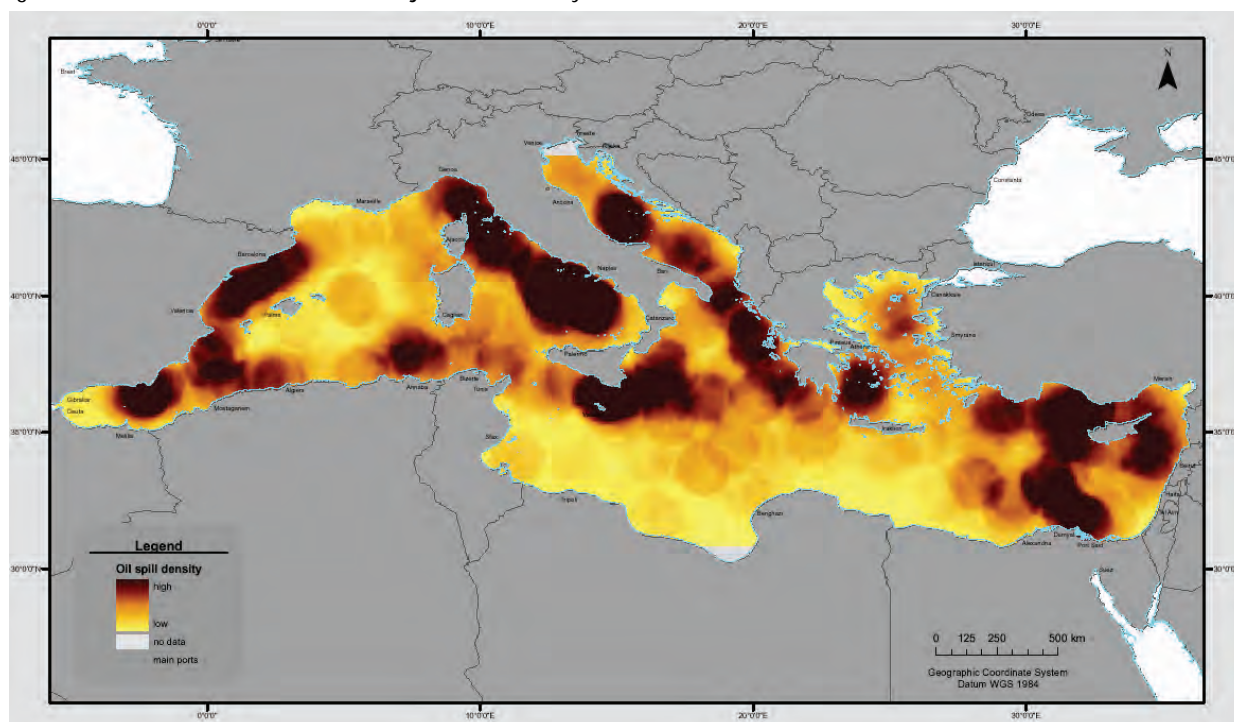 0°0'0"
10°0'0"E
20°0'0"E
30°0'0"E
N
Brest
Odesa
Venice
Trieste
45°0'0"N
45°0'0"N
Genoa
Constanta
Marseille
Ancona
Ajaccio
Barcelona
Bari
Naples
Istanbul
40°0'0"N
40°0'0"N
Canakkale
Valencia
Palma
Cagliari
Catanzaro
Smyrana
Piraeus
Athens
Palermo
Mersin
Gibraltar
Ceuta
Algiers
Annaba
Bizerte
Tunis
Mostaganem
35°0'0"N
35°0'0"N
Melilla
Sfax
Iraklion
Beirut
Haifa
Tripoli
Benghazi
Alexandria
Damyat
Port Said
Suez
30°0'0"N
30°0'0"N
Legend
Oil spill density
high
low
no data
main ports
0 125 250 500 km
Geographic Coordinate System
Datum WGS 1984
0°0'0"
10°0'0"E
20°0'0"E
30°0'0"E